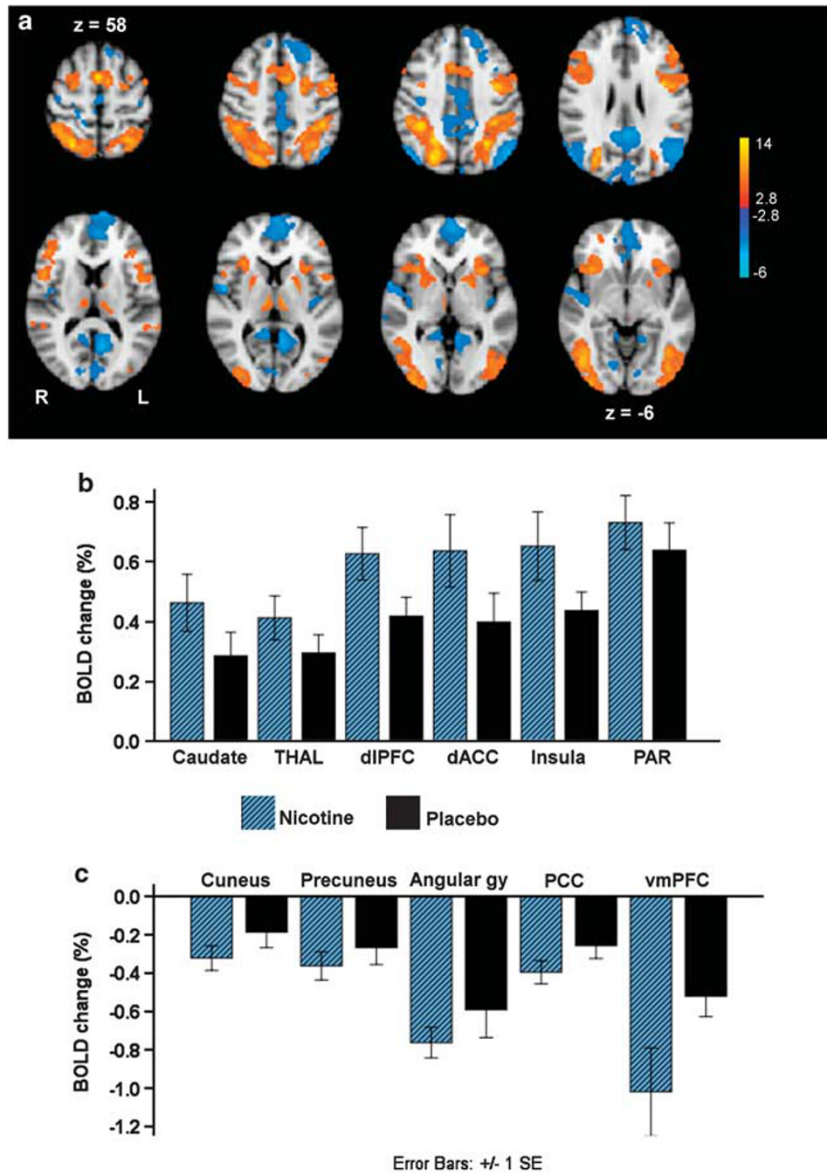 a
z = 58
14
2.8
-2.8
-6
R L
z = -6
b
0.8
0.6
0.4
0.2
0.0
BOLD change (%)
Caudate THAL dlPFC dACC Insula PAR
Nicotine Placebo
c
Cuneus Precuneus Angular gy PCC vmPFC
0.0
-0.2
-0.4
-0.6
-0.8
-1.0
-1.2
BOLD change (%)
Error Bars: +/- 1 SE